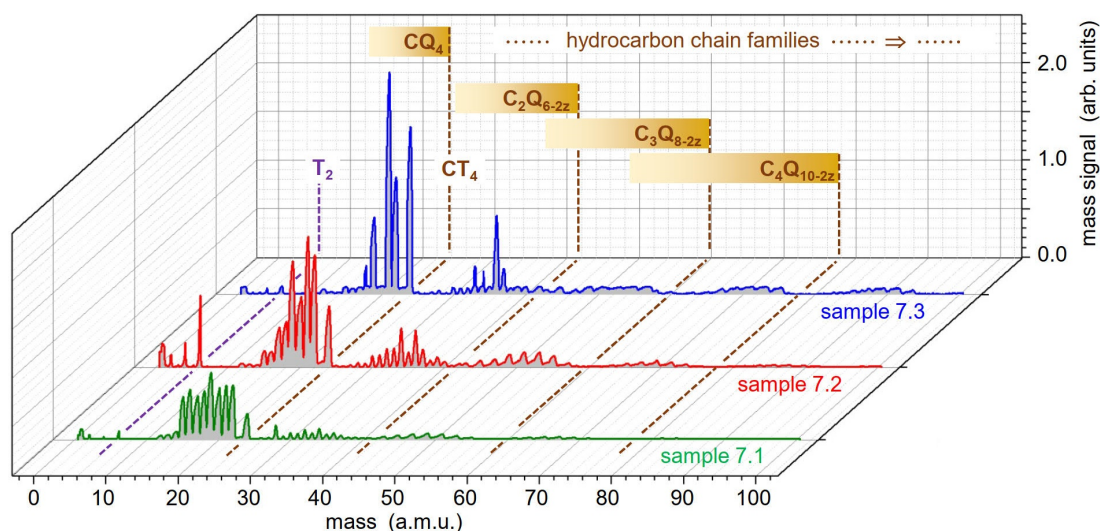 CQ₄ ...... hydrocarbon chain families ...... ⇒ ......
C₂Q₆₋₂z
C₃Q₈₋₂z
T₂ CT₄ C₄Q₁₀₋₂z
2.0
1.0
0.0
mass signal (arb. units)
sample 7.3
sample 7.2
sample 7.1
0 10 20 30 40 50 60 70 80 90 100
mass (a.m.u.)